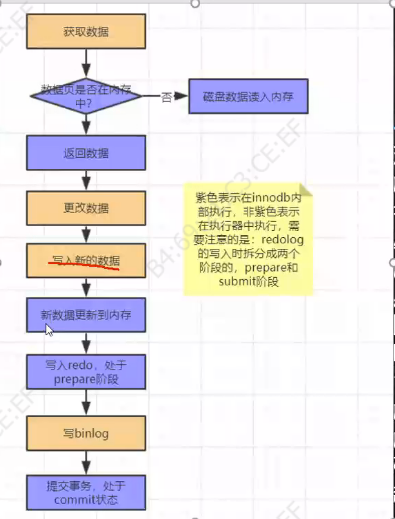 获取数据
数据页是否在内存
中?
否
磁盘数据读入内存
返回数据
更改数据
写入新的数据
新数据更新到内存
写入redo，处于
prepare阶段
写binlog
提交事务，处于
commit状态
紫色表示在innodb内
部执行，非紫色表示
在执行器中执行，需
要注意的是：redolog
的写入时拆分成两个
阶段的，prepare和
submit阶段